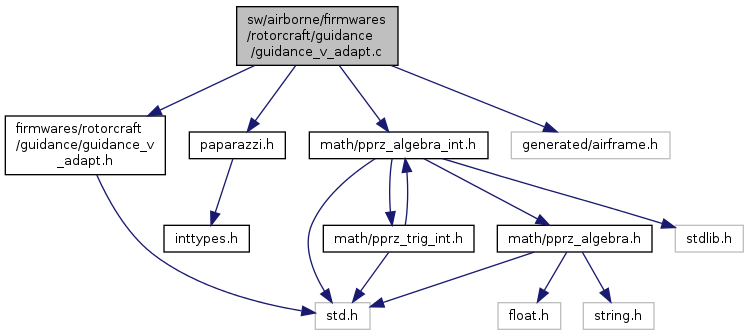 sw/airborne/firmwares
/rotorcraft/guidance
/guidance_v_adapt.c
firmwares/rotorcraft
/guidance/guidance_v
_adapt.h
paparazzi.h
math/pprz_algebra_int.h
generated/airframe.h
inttypes.h
math/pprz_trig_int.h
math/pprz_algebra.h
stdlib.h
std.h
float.h
string.h